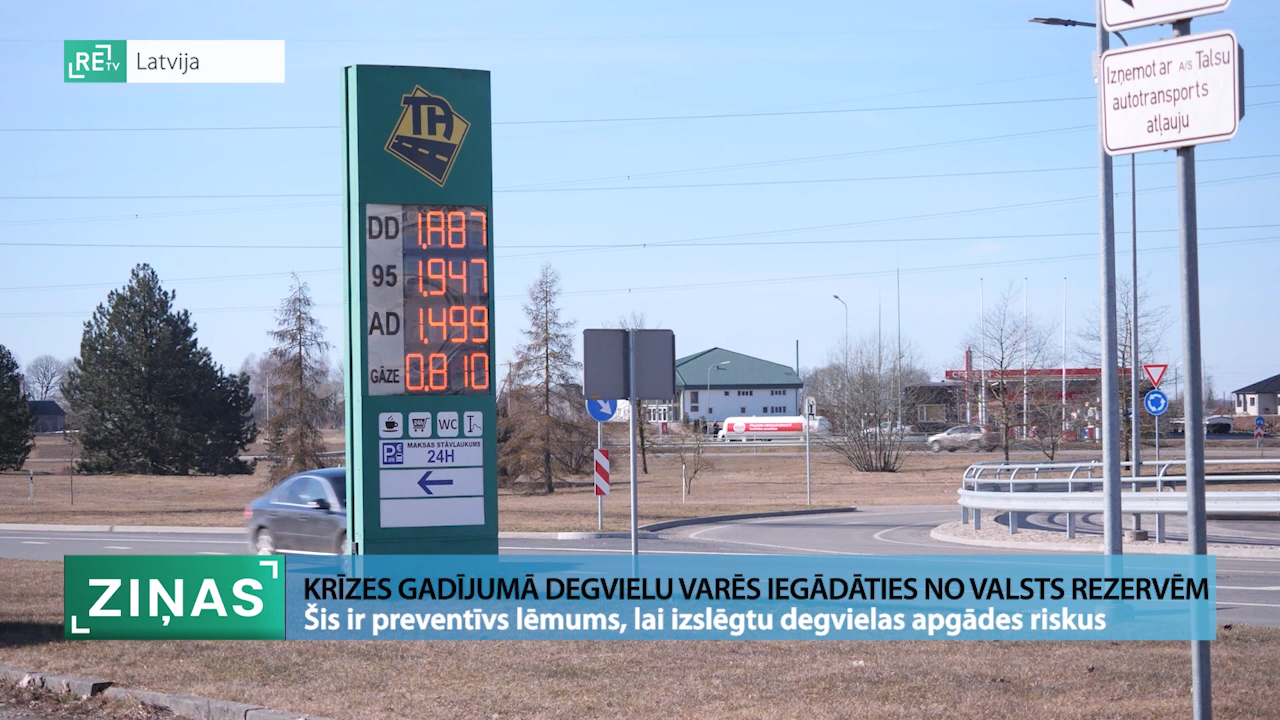 RE TV
Latvija
Izņemot ar A/S Talsu
autotransports
atļauju
TA
DD 1,887
95 1,947
AD 1,499
GĀZE 0,810
WC
P
MAKSAS STĀVLAUKUMS
24H
ZIŅAS
KRĪZES GADĪJUMĀ DEGVIELU VARĒS IEGĀDĀTIES NO VALSTS REZERVĒM
Šis ir preventīvs lēmums, lai izslēgtu degvielas apgādes riskus